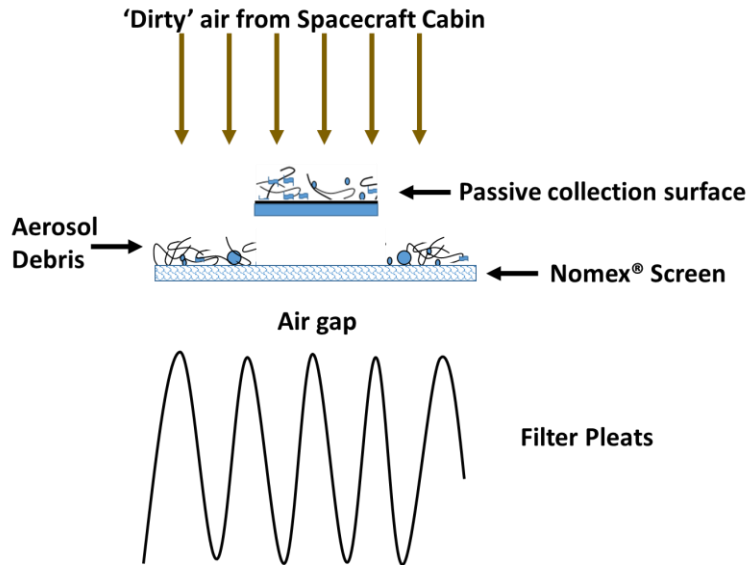 ‘Dirty’ air from Spacecraft Cabin
Passive collection surface
Aerosol
Debris
Nomex® Screen
Air gap
Filter Pleats